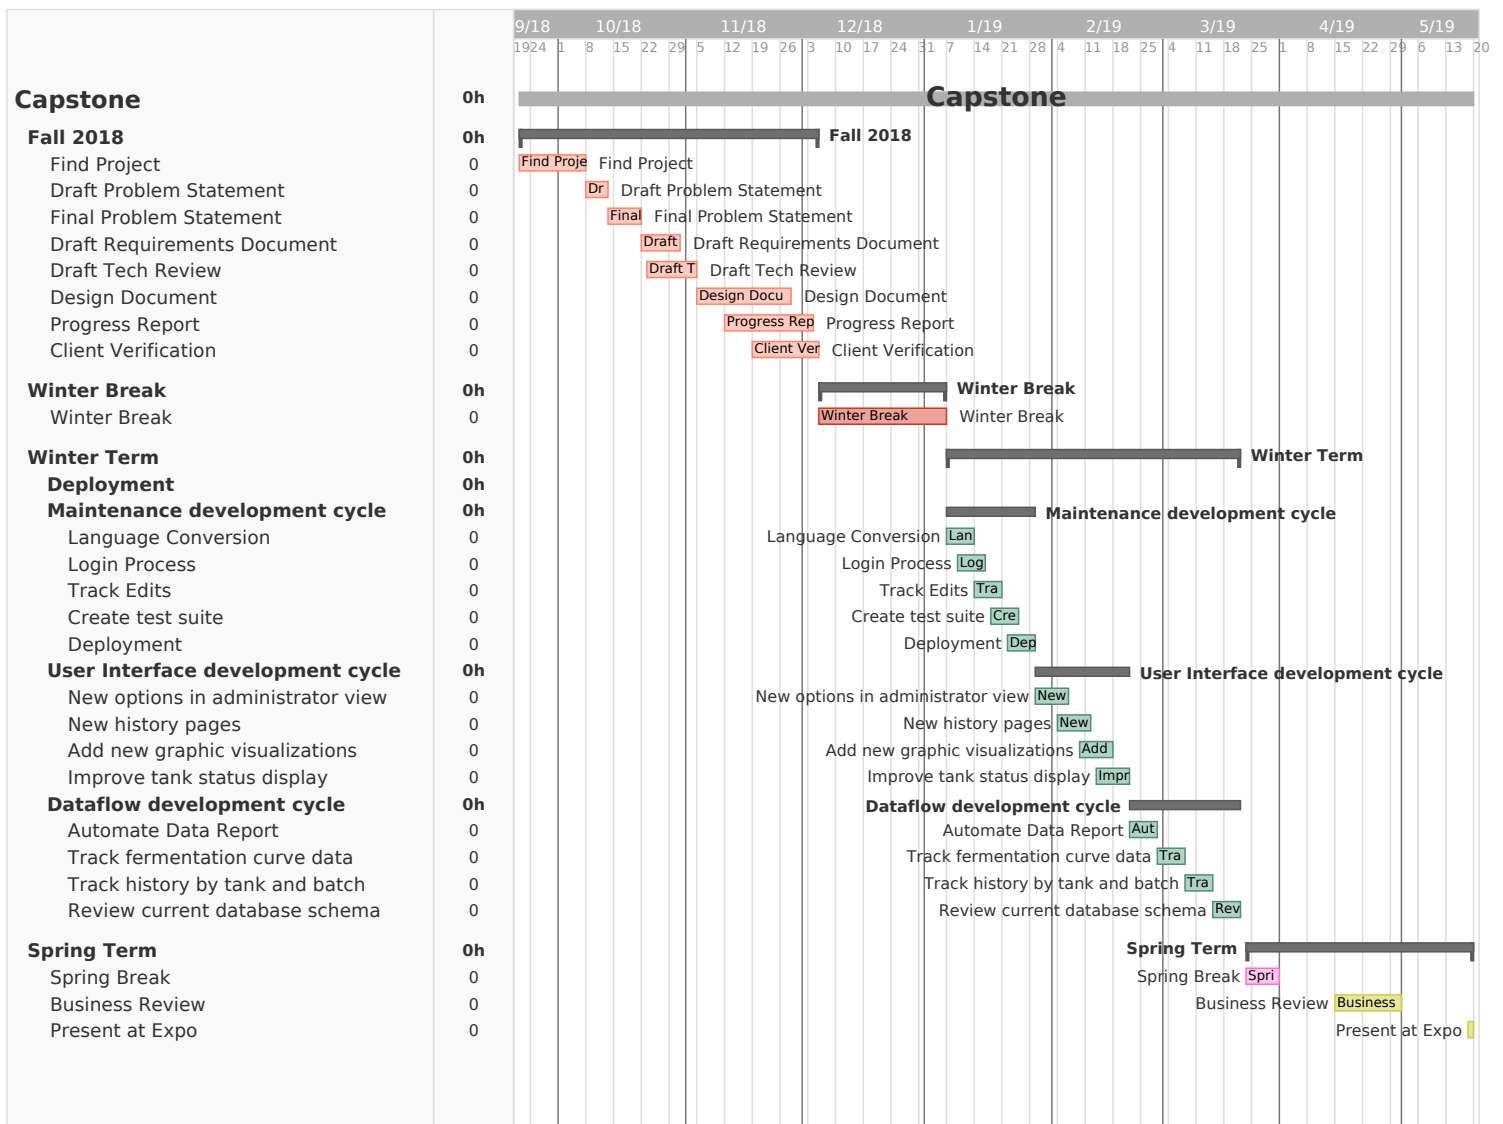 9/18 10/18 11/18 12/18 1/19 2/19 3/19 4/19 5/19
19 24 1 8 15 22 29 5 12 19 26 3 10 17 24 31 7 14 21 28 4 11 18 25 4 11 18 25 1 8 15 22 29 6 13 20
Capstone 0h Capstone
Fall 2018 0h Fall 2018
Find Project 0 Find Proje Find Project
Draft Problem Statement 0 Dr Draft Problem Statement
Final Problem Statement 0 Final Final Problem Statement
Draft Requirements Document 0 Draft Draft Requirements Document
Draft Tech Review 0 Draft T Draft Tech Review
Design Document 0 Design Docu Design Document
Progress Report 0 Progress Rep Progress Report
Client Verification 0 Client Ver Client Verification
Winter Break 0h Winter Break
Winter Break 0 Winter Break Winter Break
Winter Term 0h Winter Term
Deployment 0h
Maintenance development cycle 0h Maintenance development cycle
Language Conversion 0 Language Conversion Lan
Login Process 0 Login Process Log
Track Edits 0 Track Edits Tra
Create test suite 0 Create test suite Cre
Deployment 0 Deployment Dep
User Interface development cycle 0h User Interface development cycle
New options in administrator view 0 New options in administrator view New
New history pages 0 New history pages New
Add new graphic visualizations 0 Add new graphic visualizations Add
Improve tank status display 0 Improve tank status display Impr
Dataflow development cycle 0h Dataflow development cycle
Automate Data Report 0 Automate Data Report Aut
Track fermentation curve data 0 Track fermentation curve data Tra
Track history by tank and batch 0 Track history by tank and batch Tra
Review current database schema 0 Review current database schema Rev
Spring Term 0h Spring Term
Spring Break 0 Spring Break Spri
Business Review 0 Business Review Business
Present at Expo 0 Present at Expo